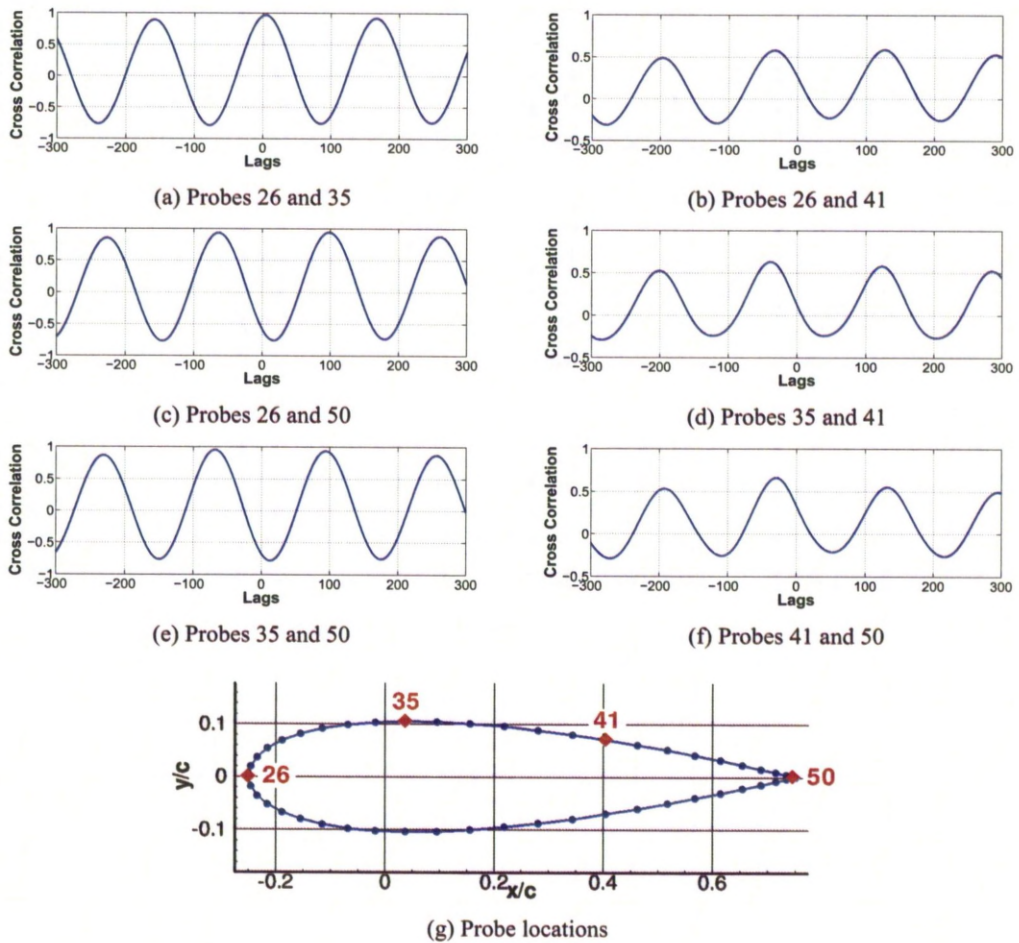 Cross Correlation
1
0.5
0
−0.5
−1
−300 −200 −100 0 100 200 300
Lags
(a) Probes 26 and 35
Cross Correlation
1
0.5
0
−0.5
−300 −200 −100 0 100 200 300
Lags
(b) Probes 26 and 41
Cross Correlation
1
0.5
0
−0.5
−1
−300 −200 −100 0 100 200 300
Lags
(c) Probes 26 and 50
Cross Correlation
1
0.5
0
−0.5
−300 −200 −100 0 100 200 300
Lags
(d) Probes 35 and 41
Cross Correlation
1
0.5
0
−0.5
−1
−300 −200 −100 0 100 200 300
Lags
(e) Probes 35 and 50
Cross Correlation
1
0.5
0
−0.5
−300 −200 −100 0 100 200 300
Lags
(f) Probes 41 and 50
y/c
0.1
0
-0.1
35
41
26
50
-0.2 0 0.2 0.4 0.6
x/c
(g) Probe locations